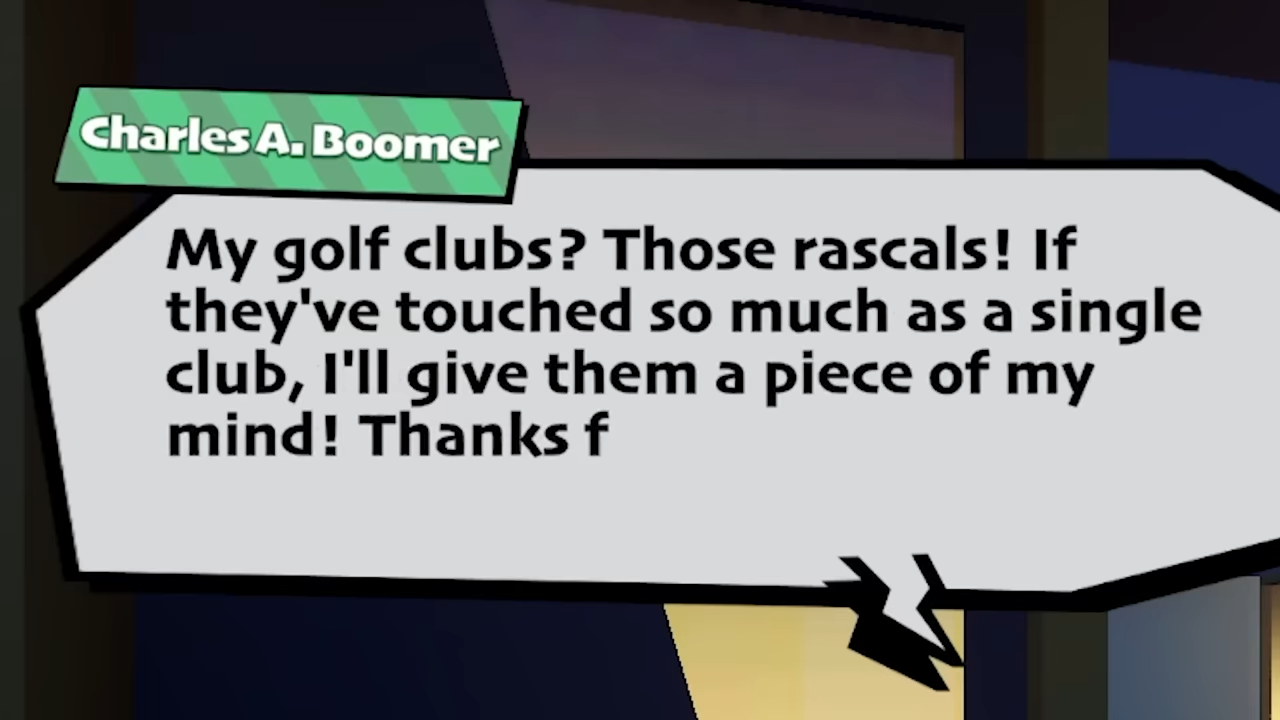 Charles A. Boomer
My golf clubs? Those rascals! If
they've touched so much as a single
club, I'll give them a piece of my
mind! Thanks f